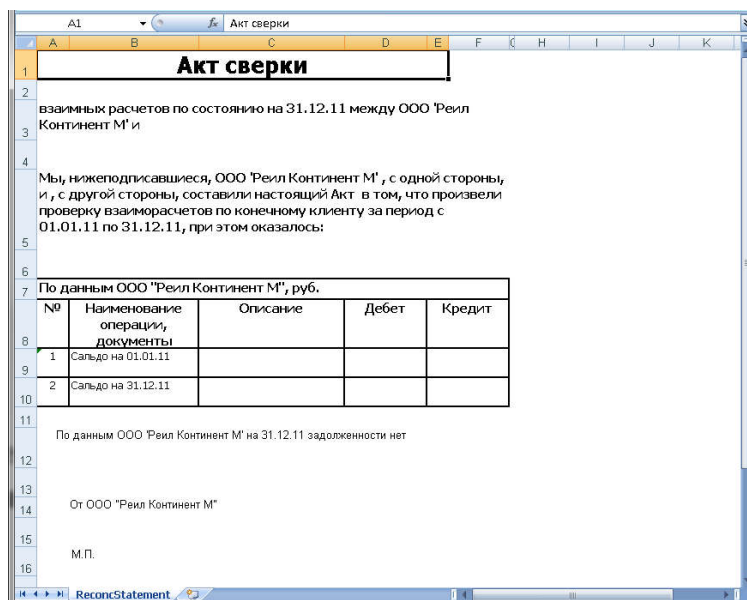 A1 fx Акт сверки
A B C D E F G H I J K
1 Акт сверки
2
взаимных расчетов по состоянию на 31.12.11 между ООО 'Реил
3 Континент М' и
4
Мы, нижеподписавшиеся, ООО 'Реил Континент М' , с одной стороны,
и , с другой стороны, составили настоящий Акт в том, что произвели
проверку взаиморасчетов по конечному клиенту за период с
01.01.11 по 31.12.11, при этом оказалось:
5
6
7 По данным ООО "Реил Континент М", руб.
№ Наименование Описание Дебет Кредит
операции,
8 документы
1 Сальдо на 01.01.11
9
2 Сальдо на 31.12.11
10
11
По данным ООО 'Реил Континент М' на 31.12.11 задолженности нет
12
13
14 От ООО "Реил Континент М"
15
М.П.
16
ReconcStatement